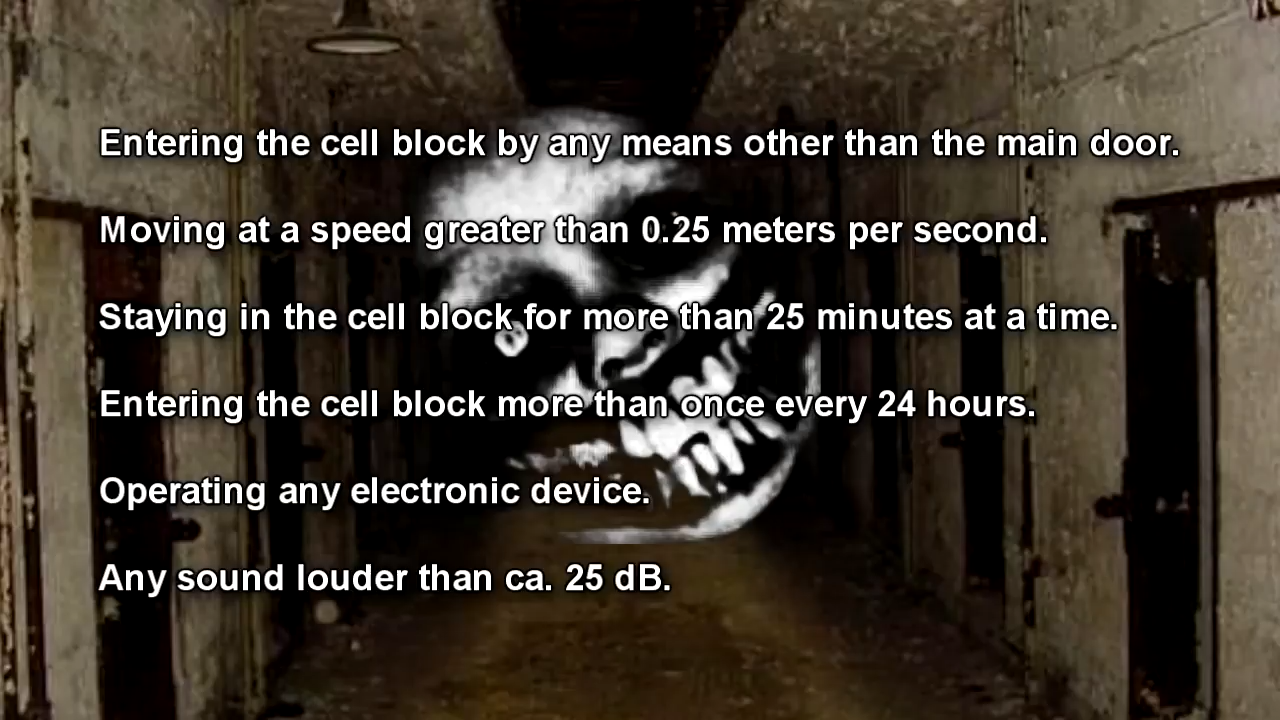 Entering the cell block by any means other than the main door.
Moving at a speed greater than 0.25 meters per second.
Staying in the cell block for more than 25 minutes at a time.
Entering the cell block more than once every 24 hours.
Operating any electronic device.
Any sound louder than ca. 25 dB.